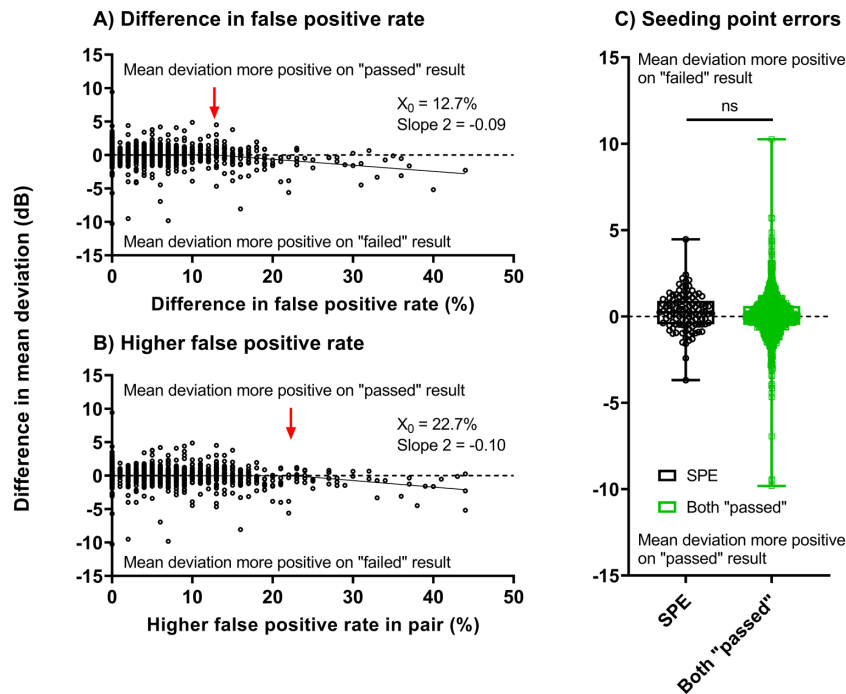 A) Difference in false positive rate
15
10
5
0
-5
-10
-15
Mean deviation more positive on "passed" result
X0 = 12.7%
Slope 2 = -0.09
Mean deviation more positive on "failed" result
0
10
20
30
40
50
Difference in false positive rate (%)
Difference in mean deviation (dB)
B) Higher false positive rate
15
10
5
0
-5
-10
-15
Mean deviation more positive on "passed" result
X0 = 22.7%
Slope 2 = -0.10
Mean deviation more positive on "failed" result
0
10
20
30
40
50
Higher false positive rate in pair (%)
C) Seeding point errors
15
10
5
0
-5
-10
-15
Mean deviation more positive
on "failed" result
ns
SPE
Both "passed"
Mean deviation more positive
on "passed" result
SPE
Both "passed"